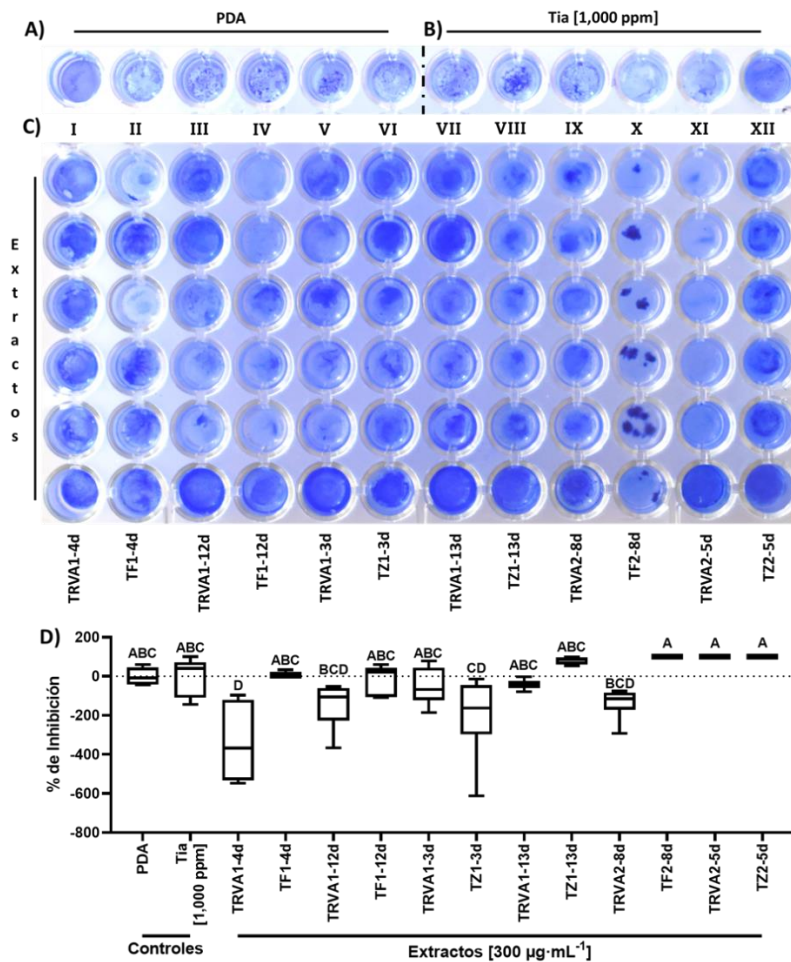 PDA
Tia [1,000 ppm]
A)
B)
C)
I II III IV V VI VII VIII IX X XI XII
Extractos
TRVA1-4d TF1-4d TRVA1-12d TF1-12d TRVA1-3d TZ1-3d TRVA1-13d TZ1-13d TRVA2-8d TF2-8d TRVA2-5d TZ2-5d
D)
% de Inhibición
200
0
-200
-400
-600
-800
ABC ABC D ABC BCD ABC ABC CD ABC ABC BCD A A A
PDA Tia [1,000 ppm] TRVA1-4d TF1-4d TRVA1-12d TF1-12d TRVA1-3d TZ1-3d TRVA1-13d TZ1-13d TRVA2-8d TF2-8d TRVA2-5d TZ2-5d
Controles
Extractos [300 µg·mL⁻¹]